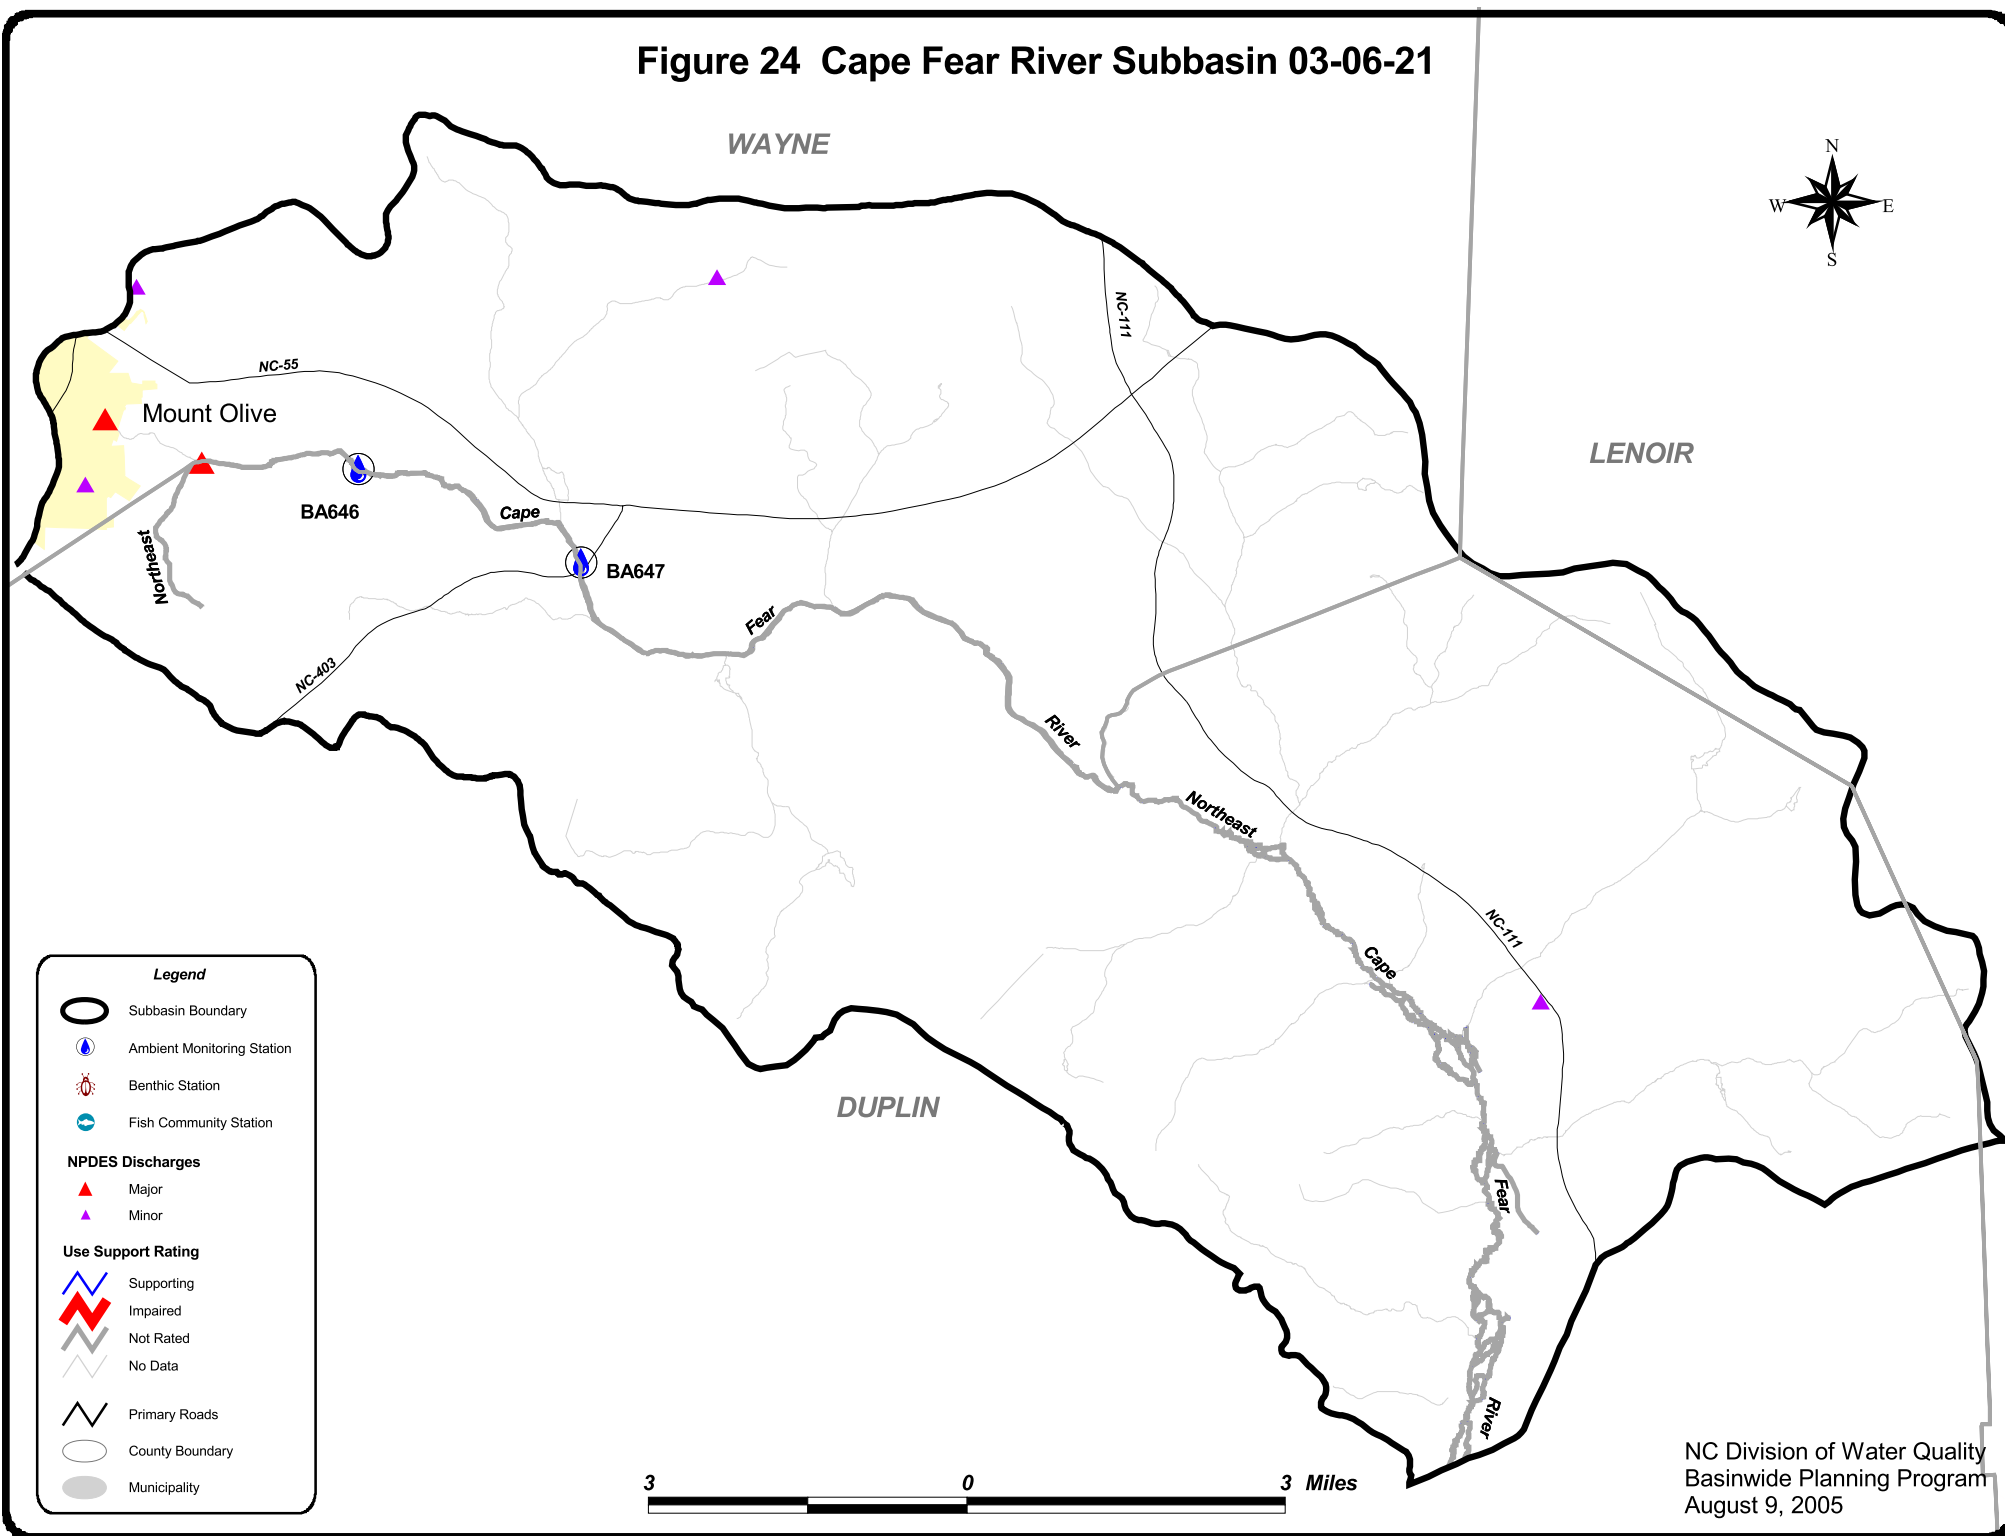 Figure 24 Cape Fear River Subbasin 03-06-21
WAYNE
N
W
E
S
NC-111
NC-55
Mount Olive
LENOIR
BA646
Cape
Northeast
BA647
Fear
NC-403
River
Northeast
NC-111
Cape
DUPLIN
Fear
River
Legend
Subbasin Boundary
Ambient Monitoring Station
Benthic Station
Fish Community Station
NPDES Discharges
Major
Minor
Use Support Rating
Supporting
Impaired
Not Rated
No Data
Primary Roads
County Boundary
Municipality
3 0 3 Miles
NC Division of Water Quality
Basinwide Planning Program
August 9, 2005